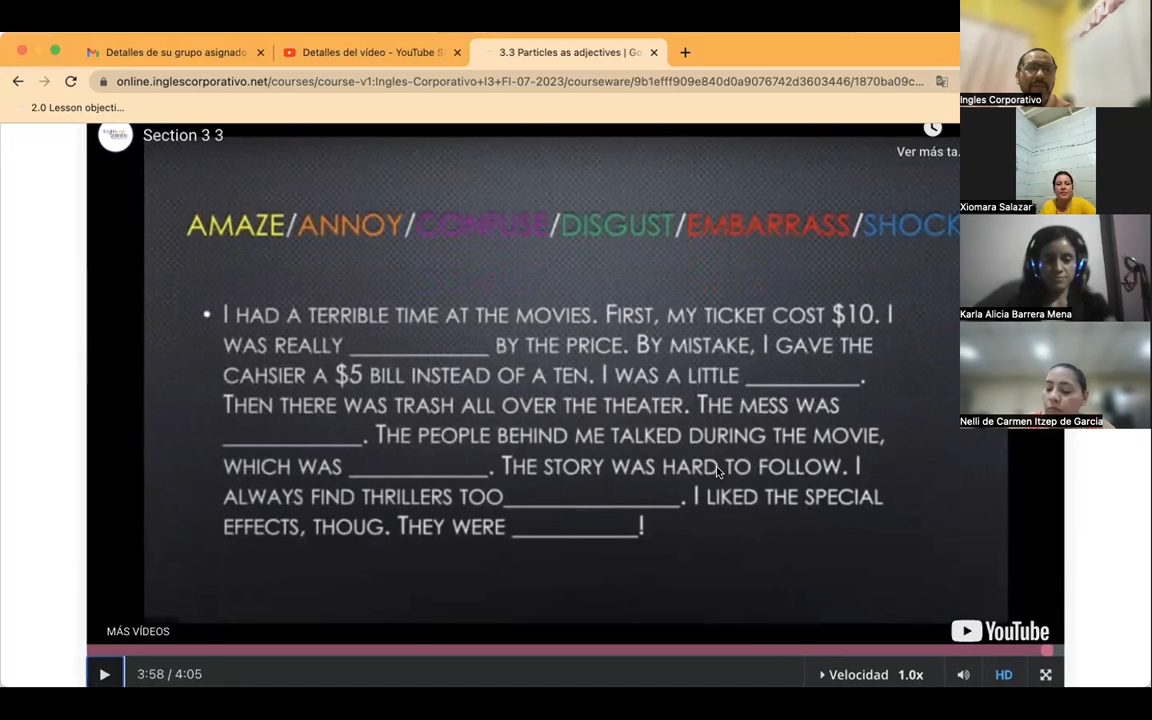 Detalles de su grupo asignado
Detalles del vídeo - YouTube S
3.3 Particles as adjectives | Go
online.inglescorporativo.net/courses/course-v1:Ingles-Corporativo+I3+FI-07-2023/courseware/9b1efff909e840d0a9076742d3603446/1870ba09c...
2.0 Lesson objecti...
Section 3 3
Ver más ta.
AMAZE/ANNOY/CONFUSE/DISGUST/EMBARRASS/SHOCK
• I HAD A TERRIBLE TIME AT THE MOVIES. FIRST, MY TICKET COST $10. I
WAS REALLY ____________ BY THE PRICE. BY MISTAKE, I GAVE THE
CAHSIER A $5 BILL INSTEAD OF A TEN. I WAS A LITTLE __________.
THEN THERE WAS TRASH ALL OVER THE THEATER. THE MESS WAS
____________. THE PEOPLE BEHIND ME TALKED DURING THE MOVIE,
WHICH WAS ____________. THE STORY WAS HARD TO FOLLOW. I
ALWAYS FIND THRILLERS TOO_______________. I LIKED THE SPECIAL
EFFECTS, THOUG. THEY WERE ___________!
MÁS VÍDEOS
YouTube
3:58 / 4:05
Velocidad 1.0x
HD
Ingles Corporativo
Xiomara Salazar
Karla Alicia Barrera Mena
Nelli de Carmen Itzep de Garcia